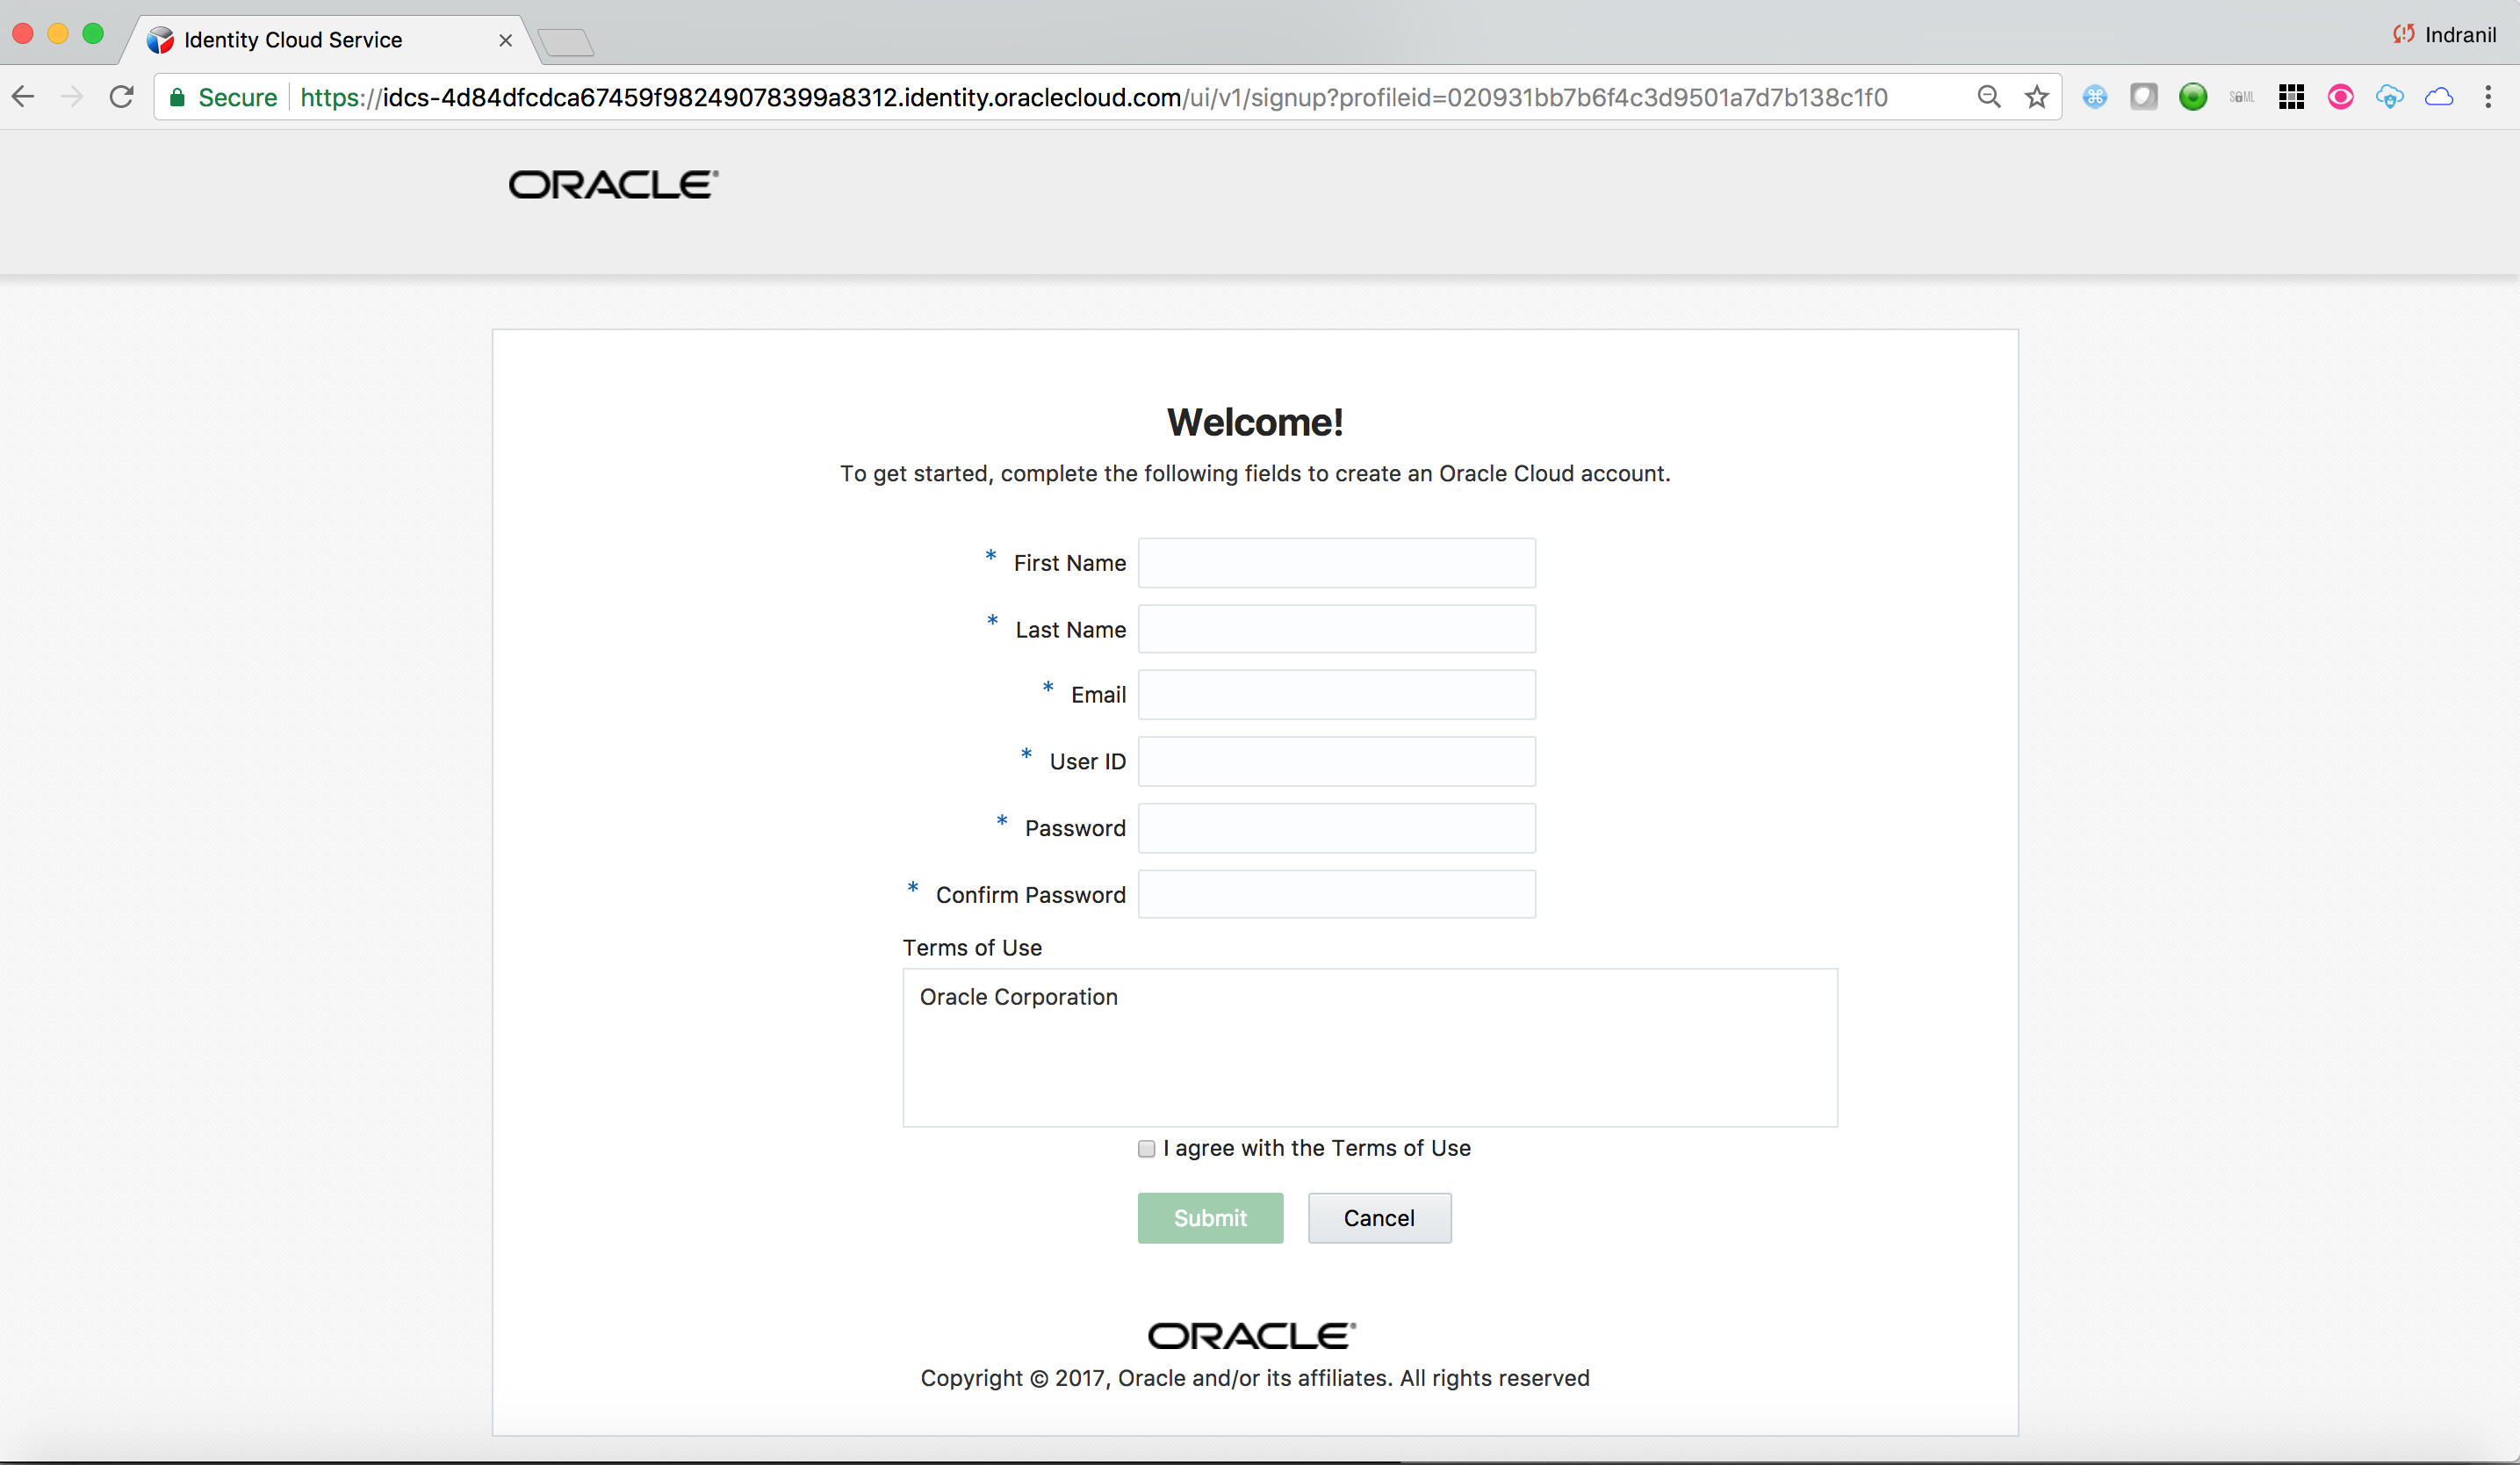 Identity Cloud Service
Indranil
Secure https://idcs-4d84dfcdca67459f98249078399a8312.identity.oraclecloud.com/ui/v1/signup?profileid=020931bb7b6f4c3d9501a7d7b138c1f0
ORACLE®
Welcome!
To get started, complete the following fields to create an Oracle Cloud account.
* First Name
* Last Name
* Email
* User ID
* Password
* Confirm Password
Terms of Use
Oracle Corporation
I agree with the Terms of Use
Submit Cancel
ORACLE®
Copyright © 2017, Oracle and/or its affiliates. All rights reserved